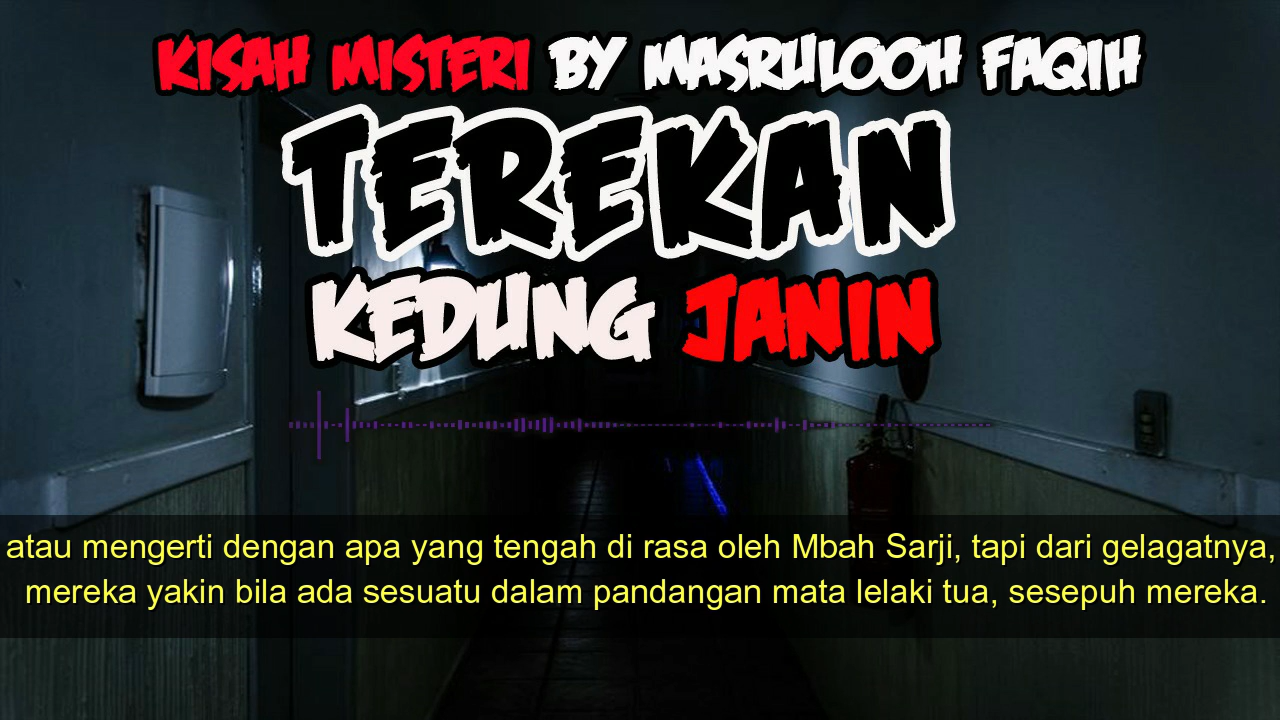 KISAH MISTERI BY MASRULOOH FAQIH
TEREKAN
KEDUNG JANIN
atau mengerti dengan apa yang tengah di rasa oleh Mbah Sarji, tapi dari gelagatnya,
mereka yakin bila ada sesuatu dalam pandangan mata lelaki tua, sesepuh mereka.